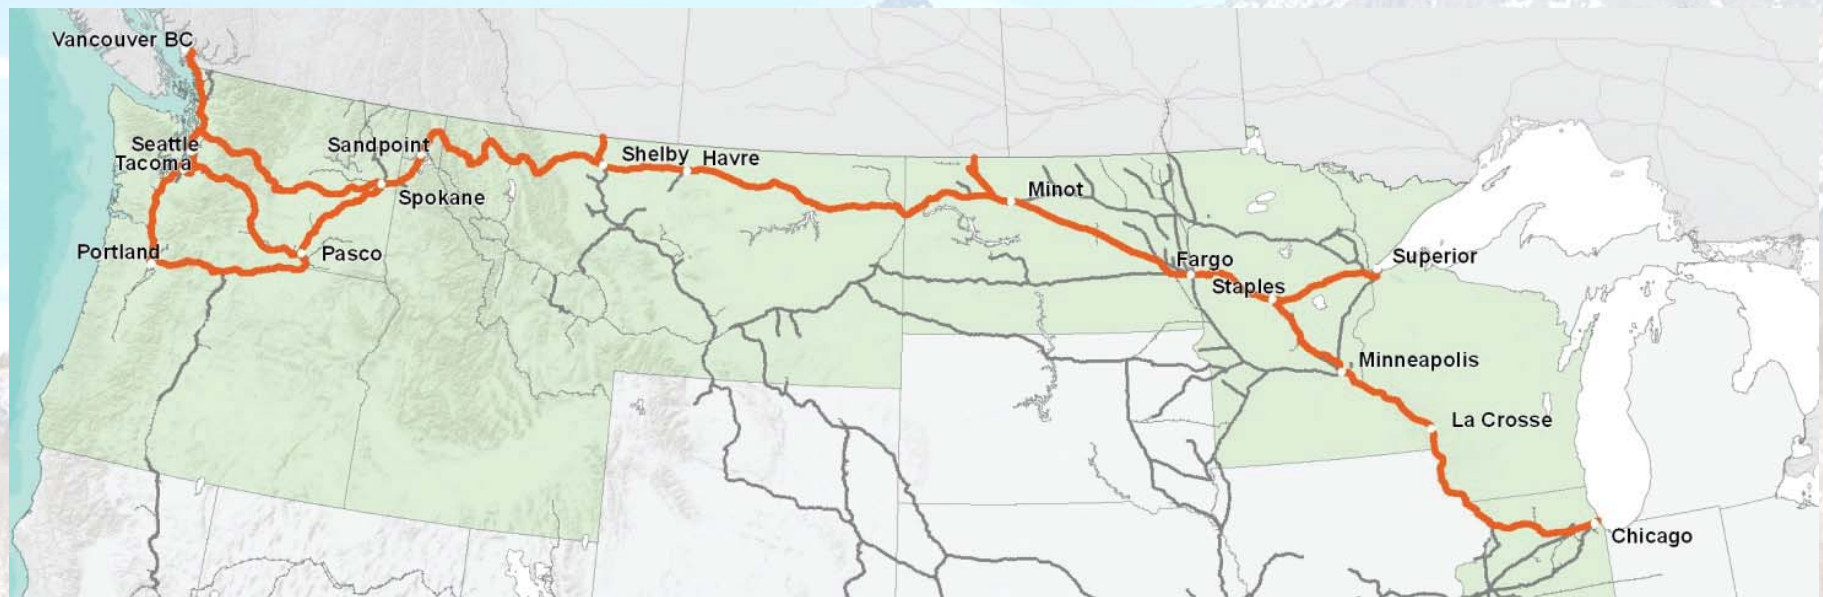 Vancouver BC
Seattle
Tacoma
Sandpoint
Spokane
Shelby
Havre
Minot
Portland
Pasco
Fargo
Staples
Superior
Minneapolis
La Crosse
Chicago